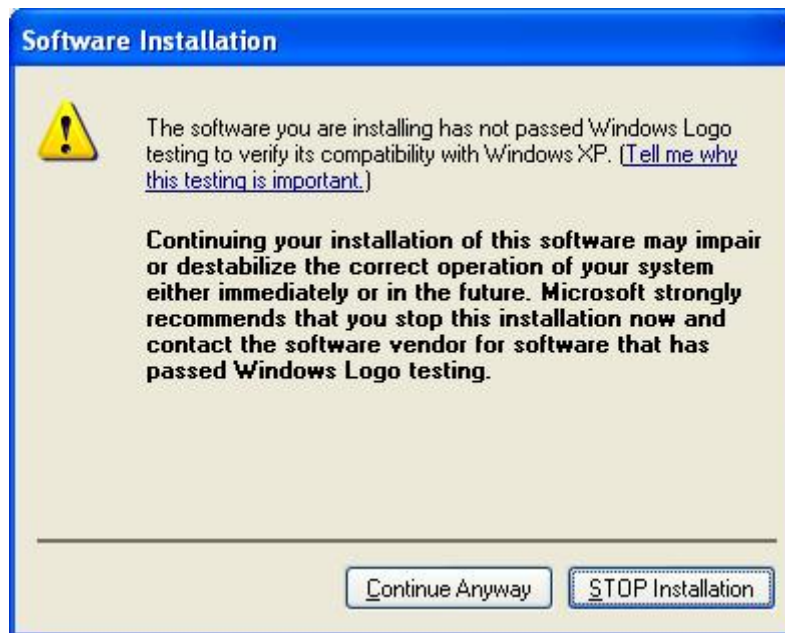 Software Installation
The software you are installing has not passed Windows Logo
testing to verify its compatibility with Windows XP. (Tell me why
this testing is important.)
Continuing your installation of this software may impair
or destabilize the correct operation of your system
either immediately or in the future. Microsoft strongly
recommends that you stop this installation now and
contact the software vendor for software that has
passed Windows Logo testing.
Continue Anyway
STOP Installation